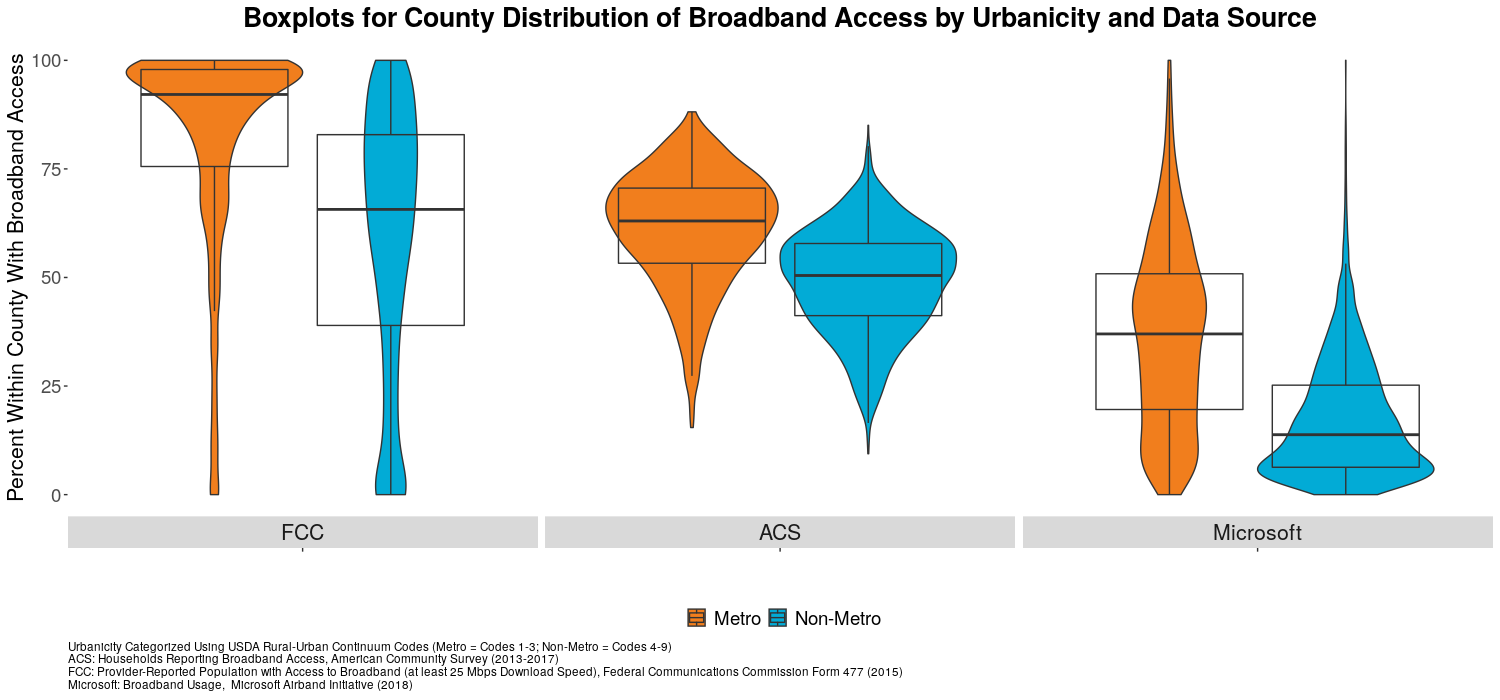 Boxplots for County Distribution of Broadband Access by Urbanicity and Data Source
Percent Within County With Broadband Access
100
75
50
25
0
FCC
ACS
Microsoft
Metro
Non-Metro
Urbanicity Categorized Using USDA Rural-Urban Continuum Codes (Metro = Codes 1-3; Non-Metro = Codes 4-9)
ACS: Households Reporting Broadband Access, American Community Survey (2013-2017)
FCC: Provider-Reported Population with Access to Broadband (at least 25 Mbps Download Speed), Federal Communications Commission Form 477 (2015)
Microsoft: Broadband Usage,  Microsoft Airband Initiative (2018)